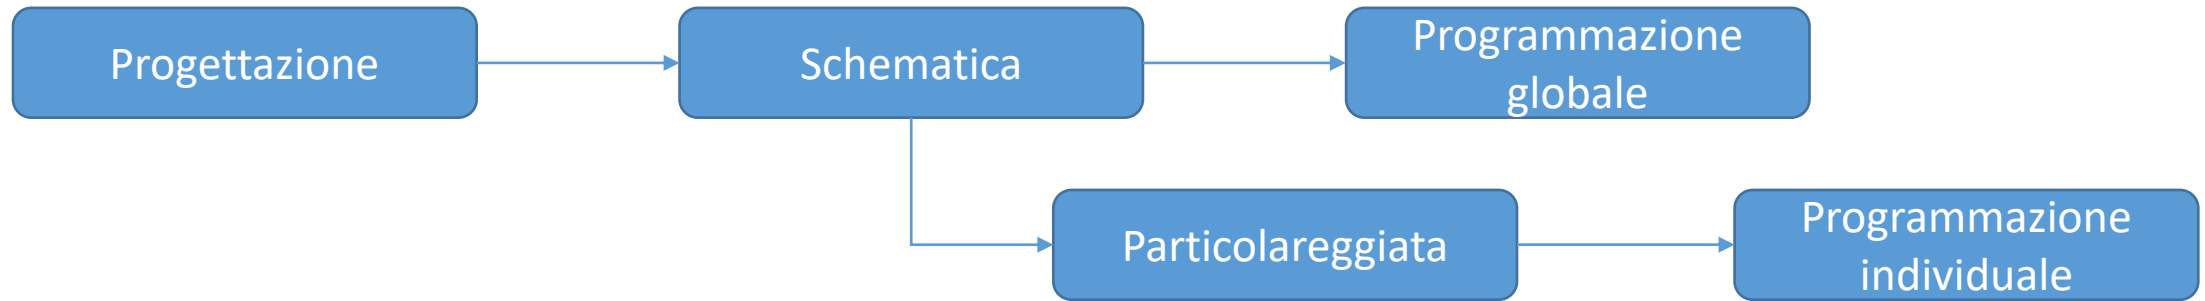 Progettazione
Schematica
Programmazione
globale
Particolareggiata
Programmazione
individuale